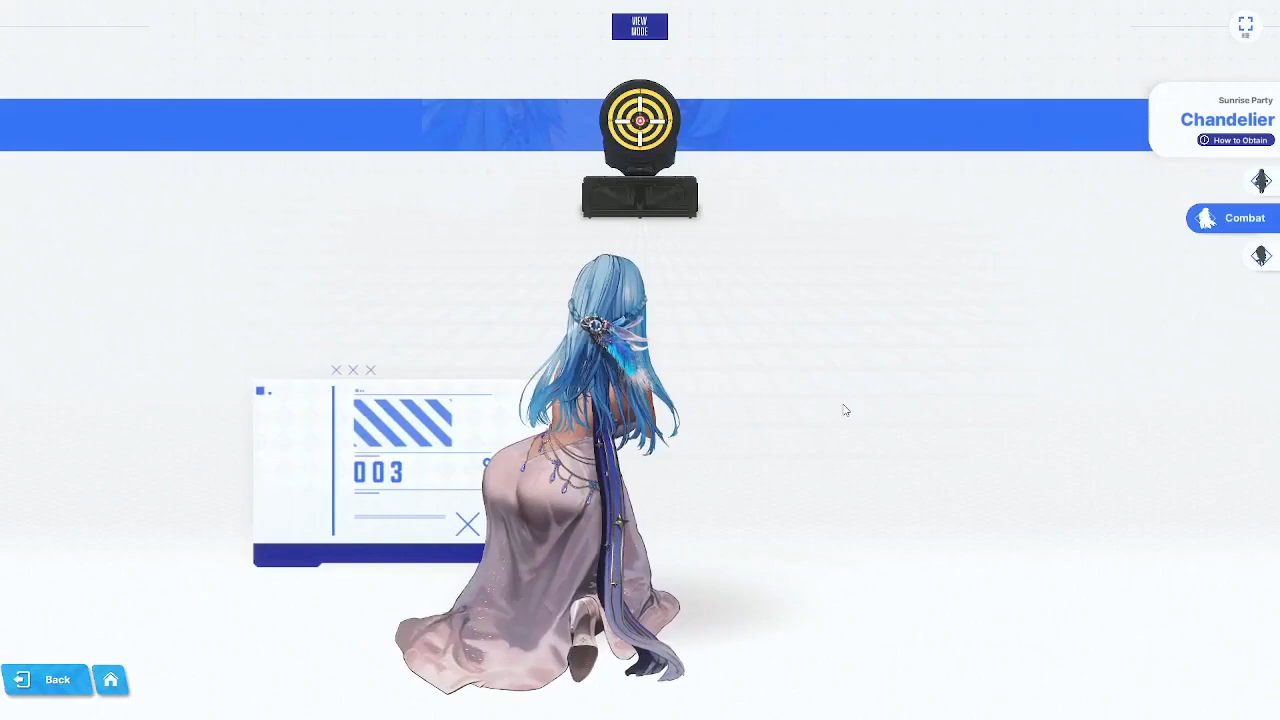 VIEW
MODE
Sunrise Party
Chandelier
How to Obtain
Combat
003
Back